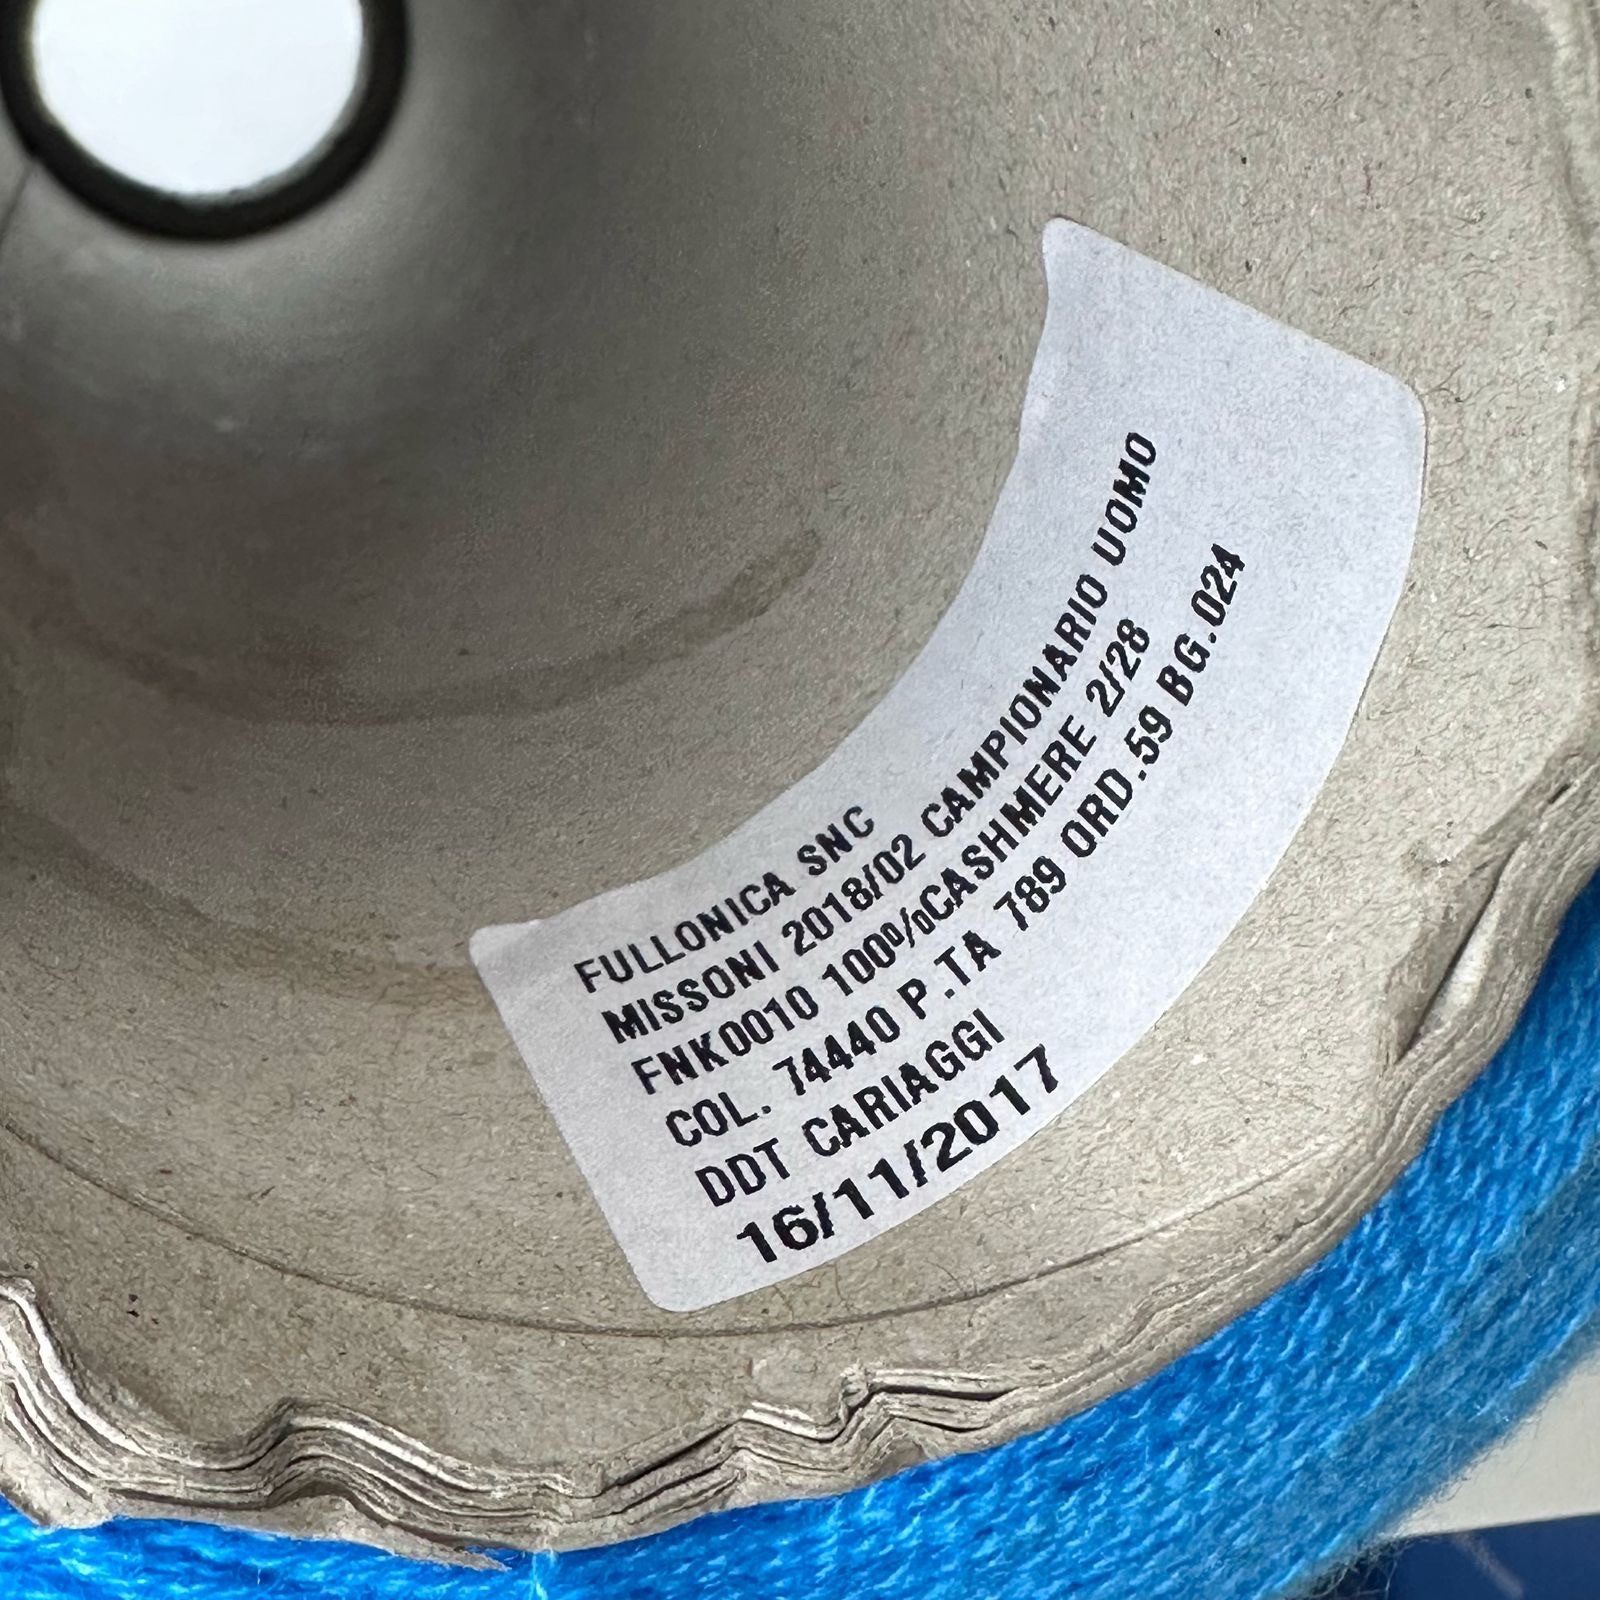 FULLONICA SNC
MISSONI 2018/02 CAMPIONARIO UOMO
FNK0010 100%CASHMERE 2/28
COL. 74440 P.TA 789 ORD.59 BG.024
DDT CARIAGGI
16/11/2017